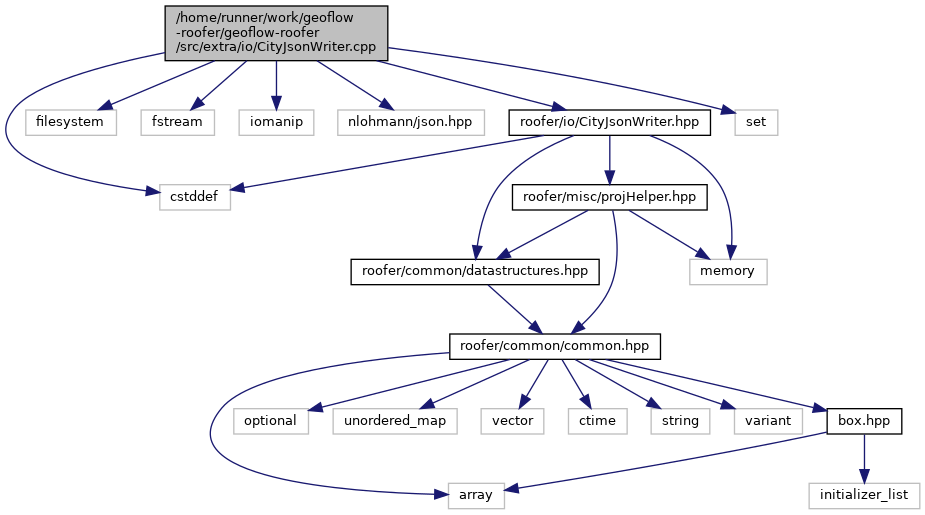 /home/runner/work/geoflow
-roofer/geoflow-roofer
/src/extra/io/CityJsonWriter.cpp
filesystem
fstream
iomanip
nlohmann/json.hpp
roofer/io/CityJsonWriter.hpp
set
cstddef
roofer/misc/projHelper.hpp
roofer/common/datastructures.hpp
memory
roofer/common/common.hpp
optional
unordered_map
vector
ctime
string
variant
box.hpp
array
initializer_list